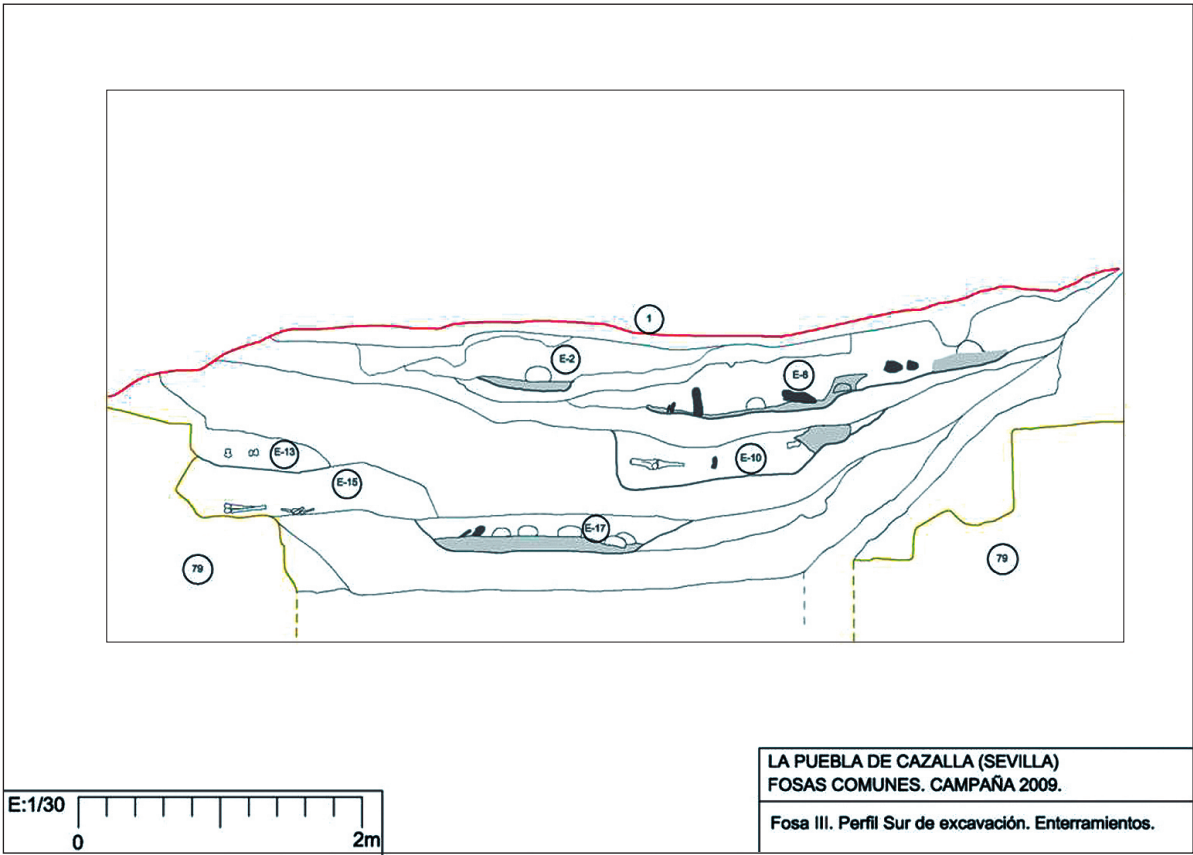 1
E-2
E-6
E-13
E-10
E-15
E-17
79
79
LA PUEBLA DE CAZALLA (SEVILLA)
FOSAS COMUNES. CAMPAÑA 2009.
Fosa III. Perfil Sur de excavación. Enterramientos.
E:1/30
0
2m